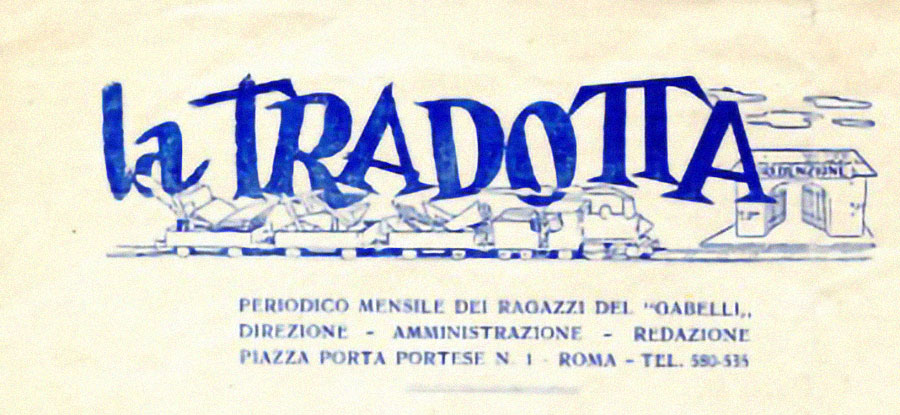 la TRADOTTA
REDENZIONE
PERIODICO MENSILE DEI RAGAZZI DEL "GABELLI„
DIREZIONE - AMMINISTRAZIONE - REDAZIONE
PIAZZA PORTA PORTESE N. 1 - ROMA - TEL. 580-535